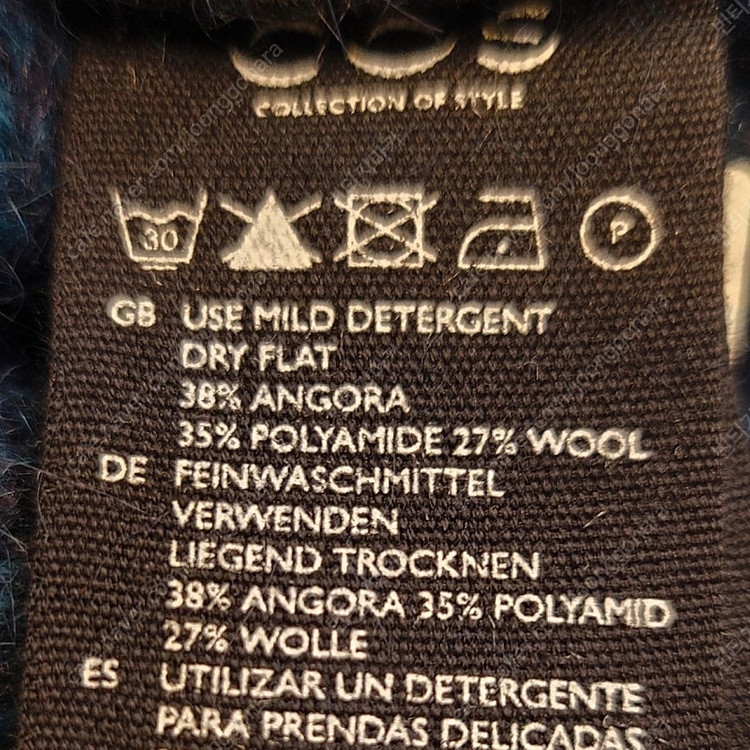 COS
COLLECTION OF STYLE
30 P
GB USE MILD DETERGENT
DRY FLAT
38% ANGORA
35% POLYAMIDE 27% WOOL
DE FEINWASCHMITTEL
VERWENDEN
LIEGEND TROCKNEN
38% ANGORA 35% POLYAMID
27% WOLLE
ES UTILIZAR UN DETERGENTE
PARA PRENDAS DELICADAS